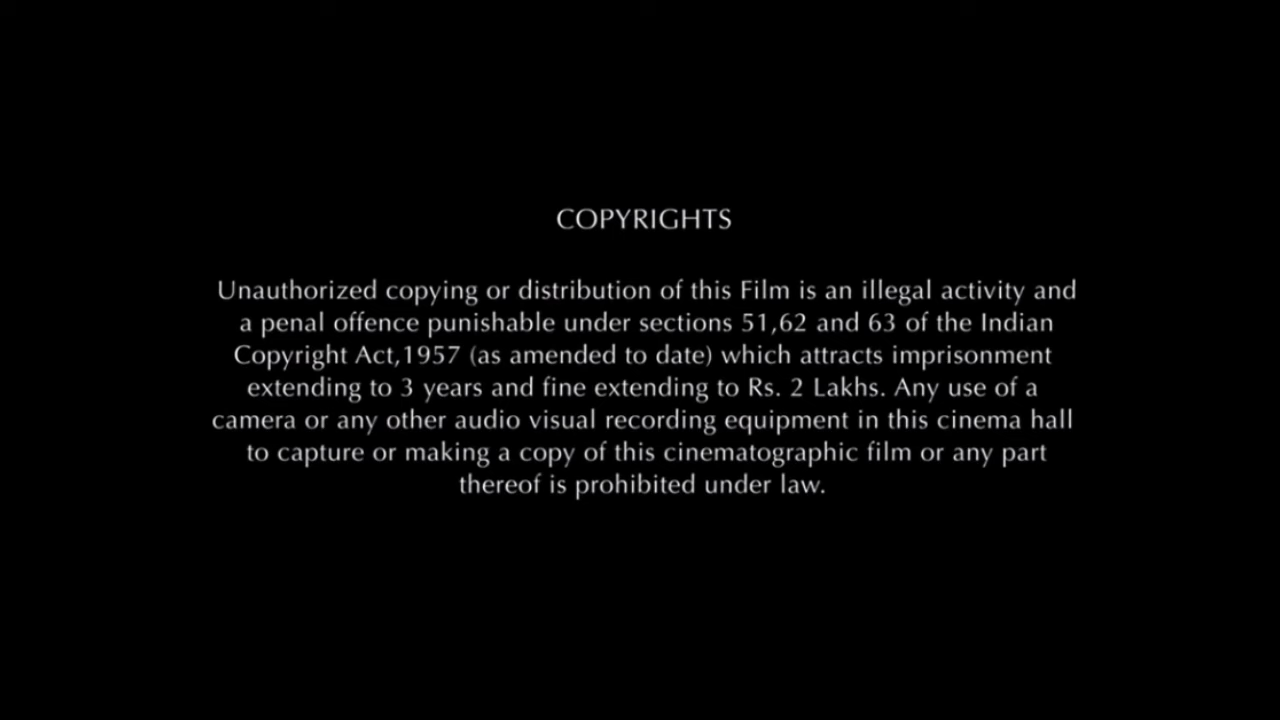 COPYRIGHTS
Unauthorized copying or distribution of this Film is an illegal activity and
a penal offence punishable under sections 51,62 and 63 of the Indian
Copyright Act,1957 (as amended to date) which attracts imprisonment
extending to 3 years and fine extending to Rs. 2 Lakhs. Any use of a
camera or any other audio visual recording equipment in this cinema hall
to capture or making a copy of this cinematographic film or any part
thereof is prohibited under law.